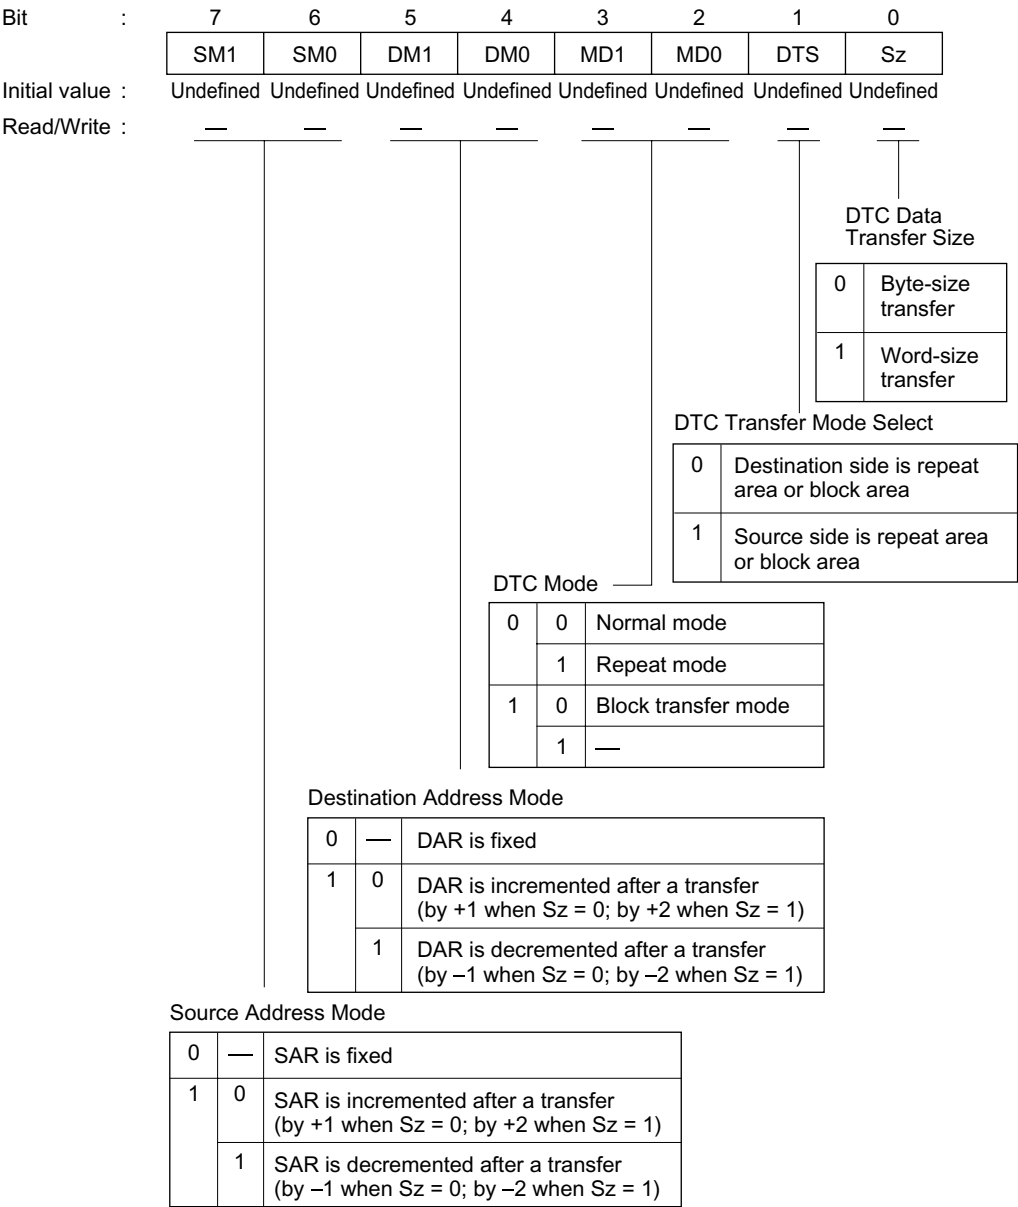 Bit : 7 6 5 4 3 2 1 0
SM1 SM0 DM1 DM0 MD1 MD0 DTS Sz
Initial value : Undefined Undefined Undefined Undefined Undefined Undefined Undefined Undefined
Read/Write : — — — — — — — —
DTC Data
Transfer Size
0 Byte-size
transfer
1 Word-size
transfer
DTC Transfer Mode Select
0 Destination side is repeat
area or block area
1 Source side is repeat area
or block area
DTC Mode
0 0 Normal mode
1 Repeat mode
1 0 Block transfer mode
1 —
Destination Address Mode
0 — DAR is fixed
1 0 DAR is incremented after a transfer
(by +1 when Sz = 0; by +2 when Sz = 1)
1 DAR is decremented after a transfer
(by –1 when Sz = 0; by –2 when Sz = 1)
Source Address Mode
0 — SAR is fixed
1 0 SAR is incremented after a transfer
(by +1 when Sz = 0; by +2 when Sz = 1)
1 SAR is decremented after a transfer
(by –1 when Sz = 0; by –2 when Sz = 1)